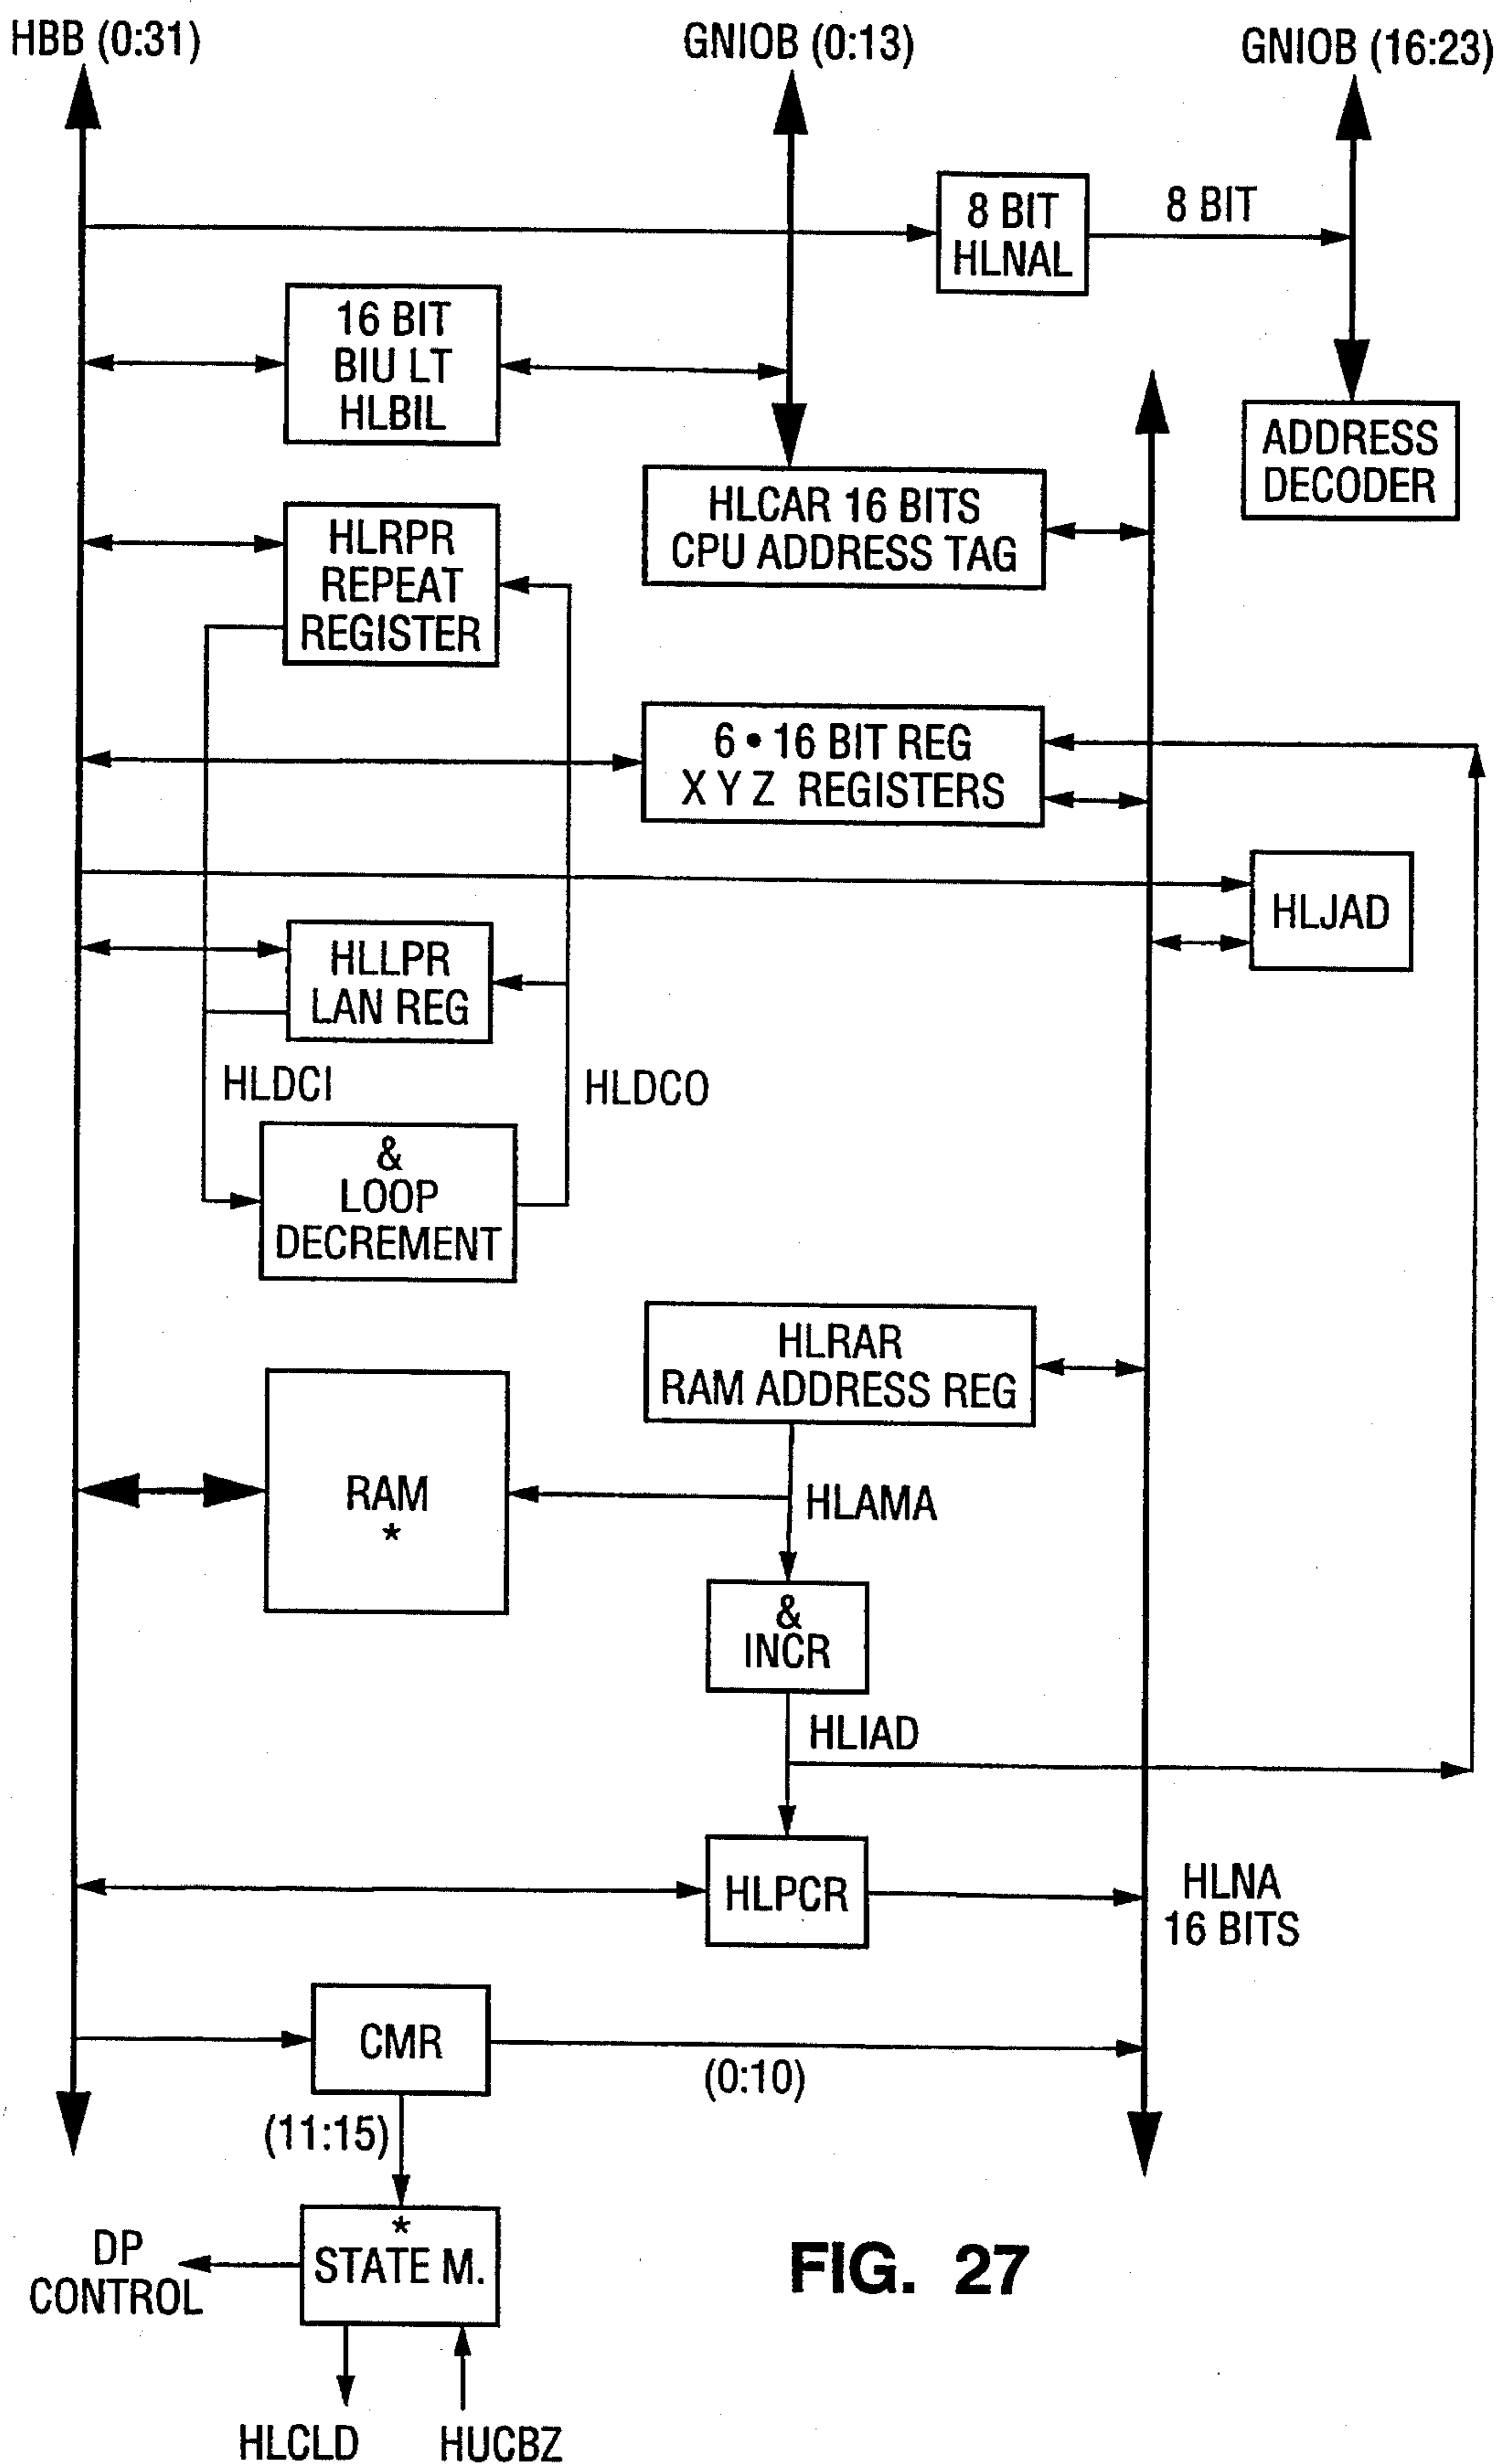 HBB (0:31)
GNIOB (0:13)
GNIOB (16:23)
8 BIT
HLNAL
8 BIT
16 BIT
BIU LT
HLBIL
ADDRESS
DECODER
HLCAR 16 BITS
CPU ADDRESS TAG
HLRPR
REPEAT
REGISTER
6 • 16 BIT REG
X Y Z REGISTERS
HLJAD
HLLPR
LAN REG
HLDCI
HLDCO
&
LOOP
DECREMENT
HLRAR
RAM ADDRESS REG
RAM
*
HLAMA
&
INCR
HLIAD
HLPCR
HLNA
16 BITS
CMR
(0:10)
(11:15)
*
STATE M.
DP
CONTROL
HLCLD
HUCBZ
FIG. 27